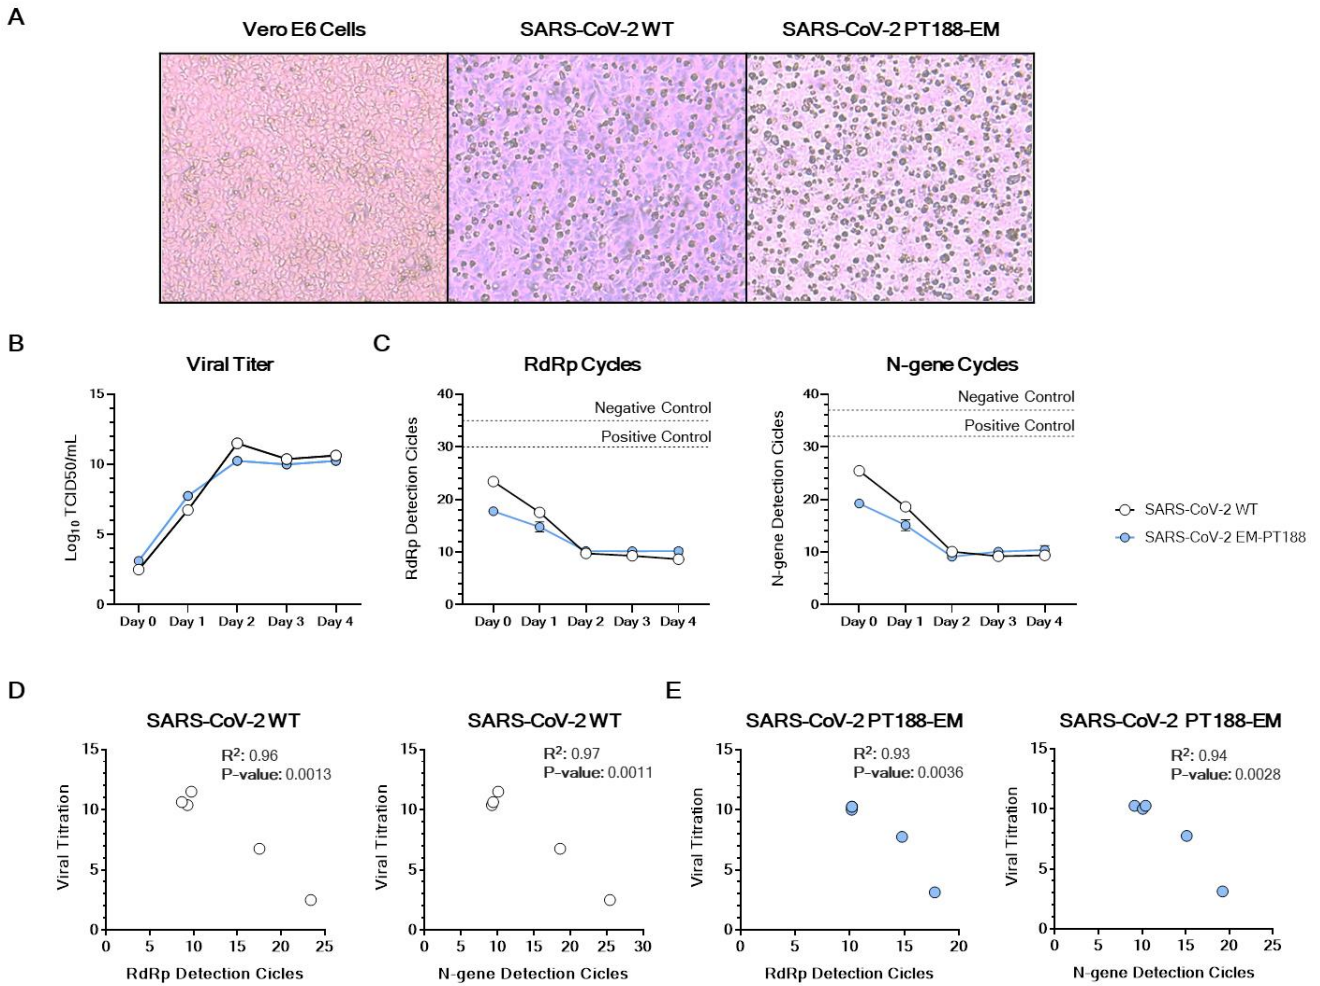 A
Vero E6 Cells
SARS-CoV-2 WT
SARS-CoV-2 PT188-EM
B
C
Viral Titer
RdRp Cycles
N-gene Cycles
Log10 TCID50/mL
15
10
5
0
Day 0 Day 1 Day 2 Day 3 Day 4
RdRp Detection Cicles
40
30
20
10
0
Negative Control
Positive Control
Day 0 Day 1 Day 2 Day 3 Day 4
N-gene Detection Cicles
40
30
20
10
0
Negative Control
Positive Control
Day 0 Day 1 Day 2 Day 3 Day 4
SARS-CoV-2 WT
SARS-CoV-2 EM-PT188
D
SARS-CoV-2 WT
R²: 0.96
P-value: 0.0013
Viral Titration
15
10
5
0
0 5 10 15 20 25
RdRp Detection Cicles
SARS-CoV-2 WT
R²: 0.97
P-value: 0.0011
Viral Titration
15
10
5
0
0 5 10 15 20 25 30
N-gene Detection Cicles
E
SARS-CoV-2 PT188-EM
R²: 0.93
P-value: 0.0036
Viral Titration
15
10
5
0
0 5 10 15 20
RdRp Detection Cicles
SARS-CoV-2 PT188-EM
R²: 0.94
P-value: 0.0028
Viral Titration
15
10
5
0
0 5 10 15 20 25
N-gene Detection Cicles